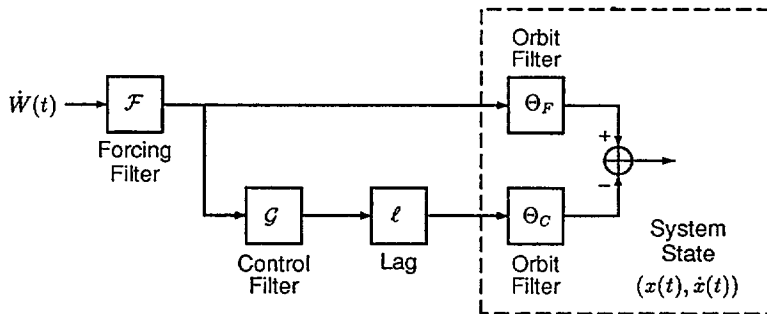 Orbit
Filter
Ẇ(t)
ℱ
Θ_F
Forcing
Filter
+
−
𝒢
ℓ
Θ_C
Control
Filter
Lag
Orbit
Filter
System
State
(x(t), ẋ(t))